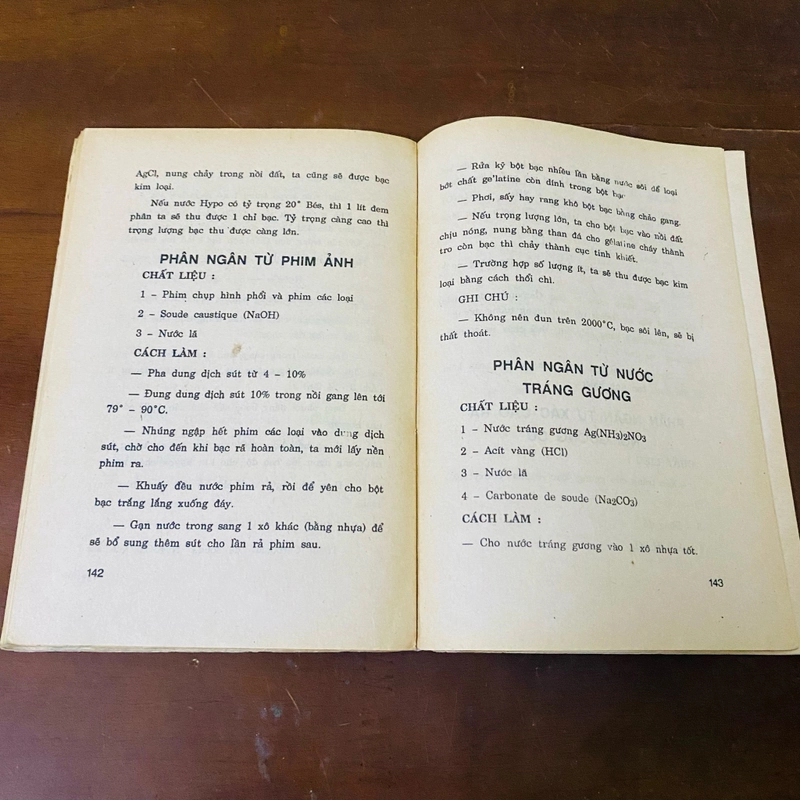 AgCl, nung chảy trong nồi đất, ta cũng sẽ được bạc
kim loại.
Nếu nước Hypo có tỷ trọng 20° Bés, thì 1 lít đem
phân ta sẽ thu được 1 chỉ bạc. Tỷ trọng càng cao thì
trọng lượng bạc thu được càng lớn.
PHÂN NGÂN TỪ PHIM ẢNH
CHẤT LIỆU :
1 – Phim chụp hình phổi và phim các loại
2 – Soude caustique (NaOH)
3 – Nước lã
CÁCH LÀM :
— Pha dung dịch sút từ 4 – 10%
— Đung dung dịch sút 10% trong nồi gang lên tới
79° – 90°C.
— Nhúng ngập hết phim các loại vào dung dịch
sút, chờ cho đến khi bạc rã hoàn toàn, ta mới lấy nền
phim ra.
— Khuấy đều nước phim rả, rồi để yên cho bột
bạc trắng lắng xuống đáy.
— Gạn nước trong sang 1 xô khác (bằng nhựa) để
sẽ bổ sung thêm sút cho lần rả phim sau.
142
— Rửa kỹ bột bạc nhiều lần bằng nước sôi để loại
bớt chất ge'latine còn dính trong bột bạc
— Phơi, sấy hay rang khô bột bạc bằng chảo gang.
— Nếu trọng lượng lớn, ta cho bột bạc vào nồi đất
chịu nóng, nung bằng than đá cho gélatine cháy thành
tro còn bạc thì chảy thành cục tinh khiết.
— Trường hợp số lượng ít, ta sẽ thu được bạc kim
loại bằng cách thổi chì.
GHI CHÚ :
— Không nên đun trên 2000°C, bạc sôi lên, sẽ bị
thất thoát.
PHÂN NGÂN TỪ NƯỚC
TRÁNG GƯƠNG
CHẤT LIỆU :
1 – Nước tráng gương Ag(NH3)2NO3
2 – Acít vàng (HCl)
3 – Nước lã
4 – Carbonate de soude (Na2CO3)
CÁCH LÀM :
— Cho nước tráng gương vào 1 xô nhựa tốt.
143